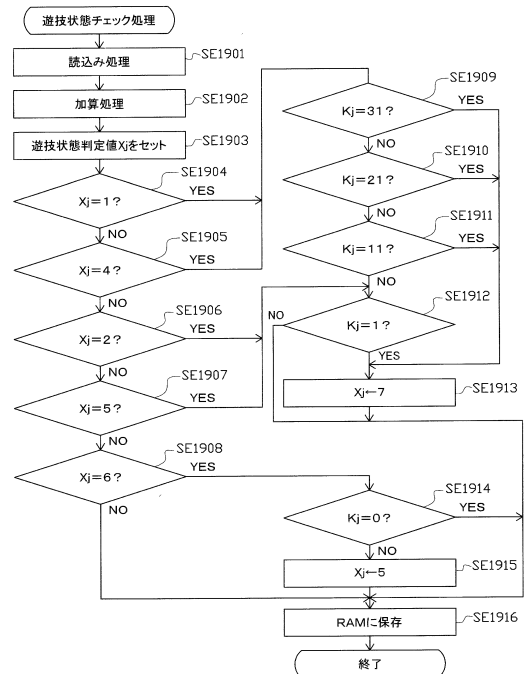 遊技状態チェック処理
読込み処理
SE1901
加算処理
SE1902
遊技状態判定値Xjをセット
SE1903
Xj=1?
SE1904
YES
NO
Xj=4?
SE1905
YES
NO
Xj=2?
SE1906
YES
NO
Xj=5?
SE1907
YES
NO
Xj=6?
SE1908
YES
NO
Kj=31?
SE1909
YES
NO
Kj=21?
SE1910
YES
NO
Kj=11?
SE1911
YES
NO
Kj=1?
SE1912
NO
YES
Xj←7
SE1913
Kj=0?
SE1914
YES
NO
Xj←5
SE1915
RAMに保存
SE1916
終了